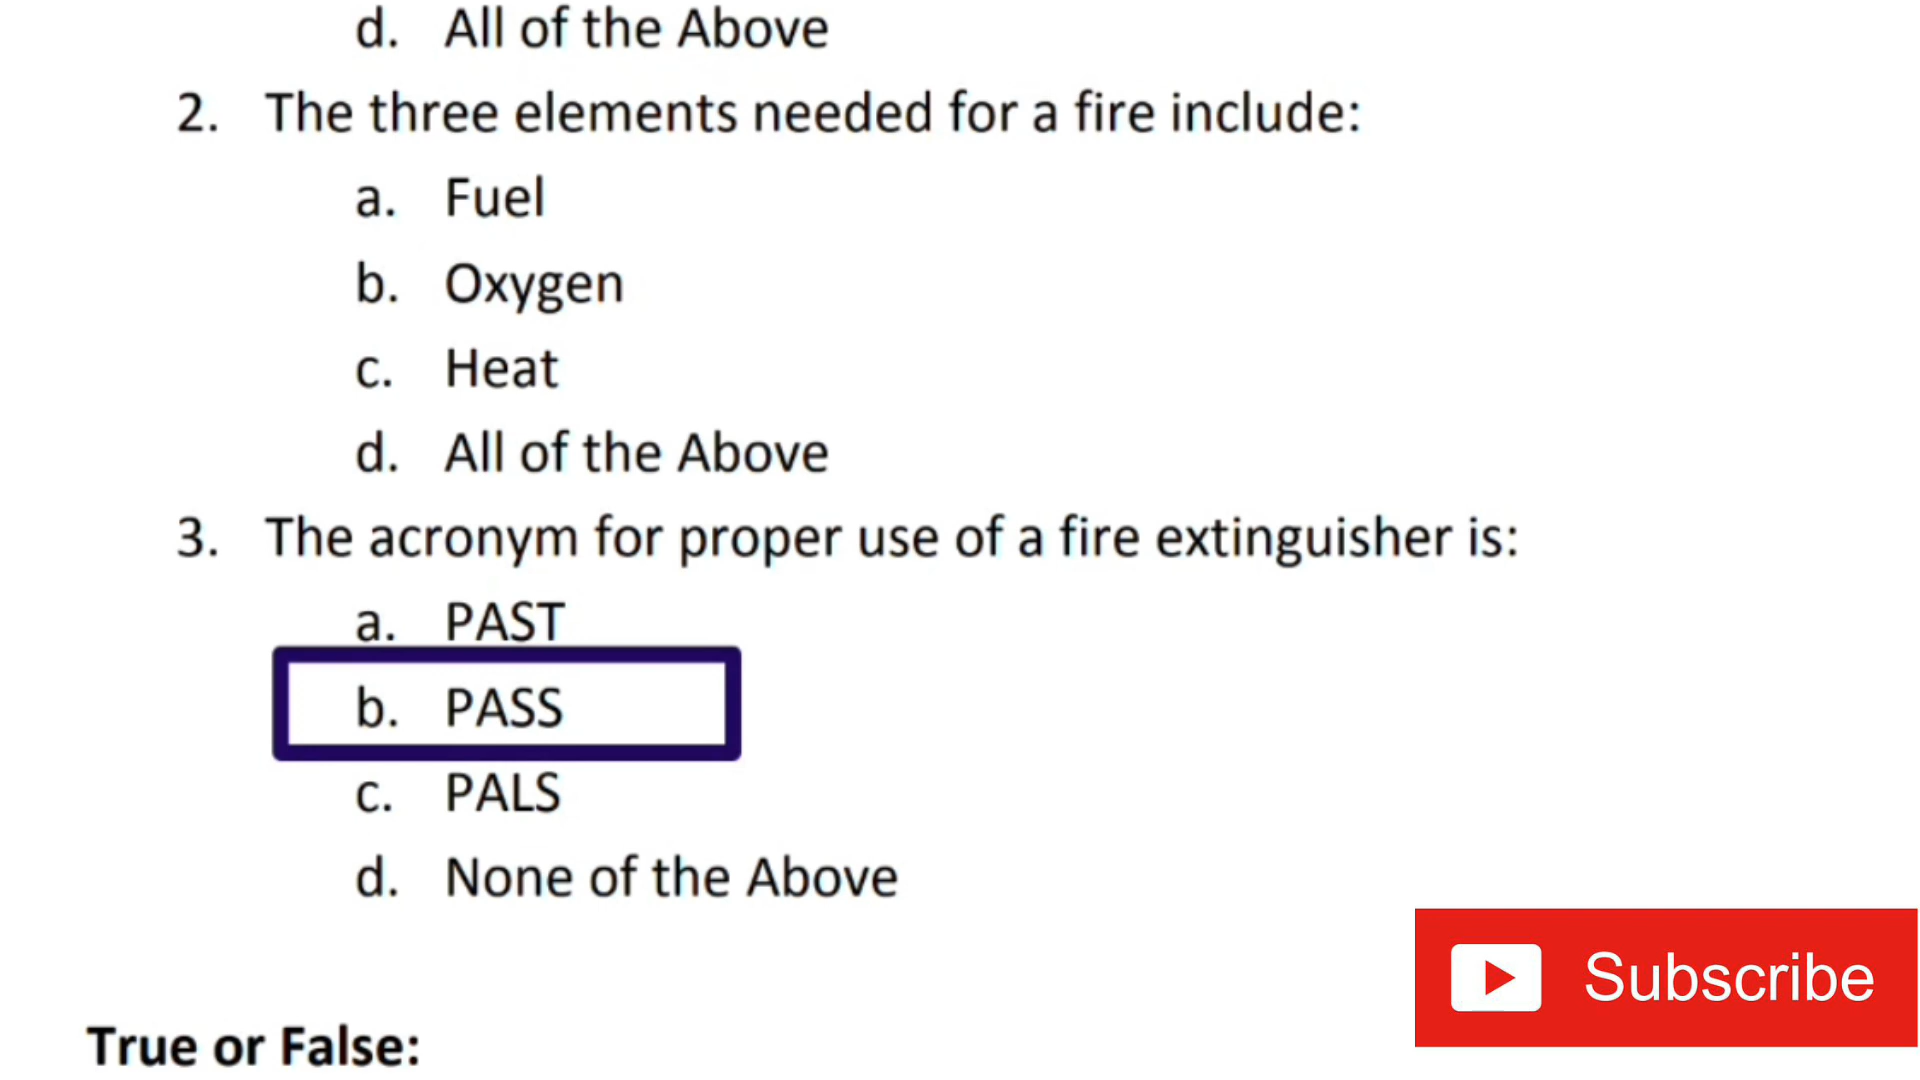 d. All of the Above
2. The three elements needed for a fire include:
a. Fuel
b. Oxygen
c. Heat
d. All of the Above
3. The acronym for proper use of a fire extinguisher is:
a. PAST
b. PASS
c. PALS
d. None of the Above
Subscribe
True or False: